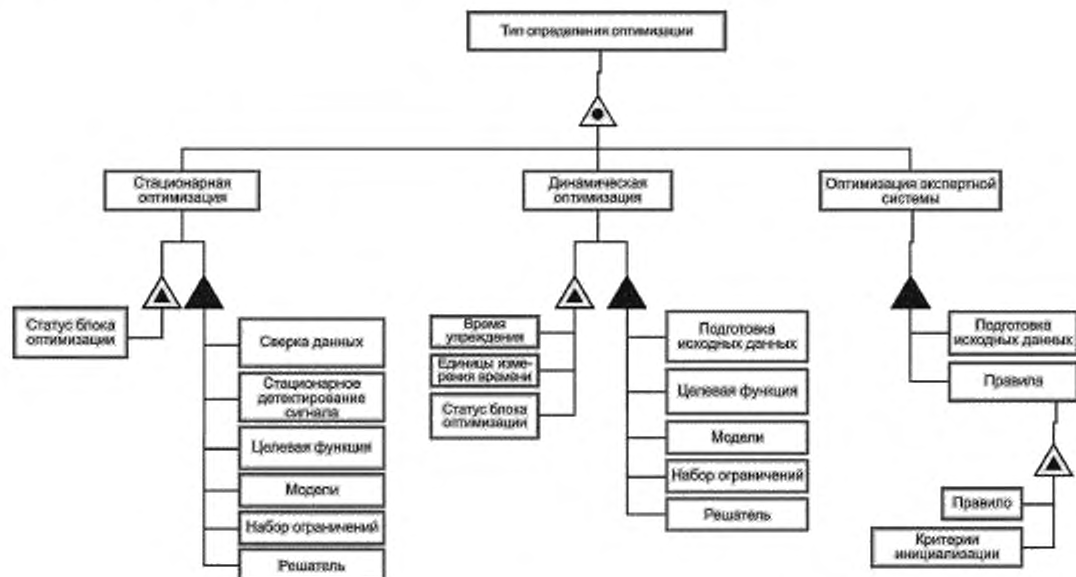 Тип определения оптимизации
Стационарная
оптимизация
Динамическая
оптимизация
Оптимизация экспертной
системы
Статус блока
оптимизации
Сверка данных
Стационарное
детектирование
сигнала
Целевая функция
Модели
Набор ограничений
Решатель
Время
упреждения
Единицы изме-
рения времени
Статус блока
оптимизации
Подготовка
исходных данных
Целевая функция
Модели
Набор ограничений
Решатель
Подготовка
исходных данных
Правила
Правило
Критерии
инициализации